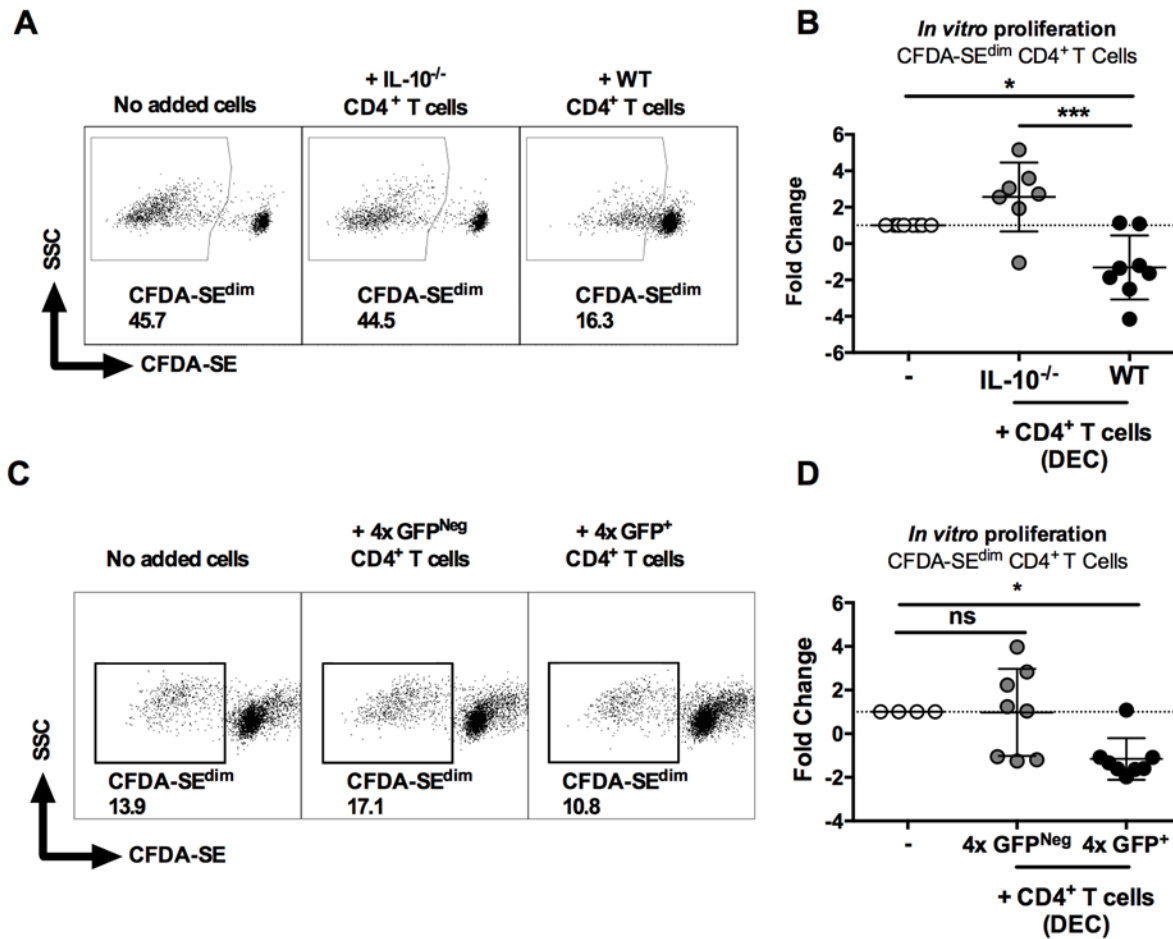 A
No added cells
+ IL-10-/-
CD4+ T cells
+ WT
CD4+ T cells
SSC
CFDA-SEdim
45.7
CFDA-SEdim
44.5
CFDA-SEdim
16.3
CFDA-SE
B
In vitro proliferation
CFDA-SEdim CD4+ T Cells
*
***
Fold Change
6
4
2
0
-2
-4
-6
-
IL-10-/-
WT
+ CD4+ T cells
(DEC)
C
No added cells
+ 4x GFPNeg
CD4+ T cells
+ 4x GFP+
CD4+ T cells
SSC
CFDA-SEdim
13.9
CFDA-SEdim
17.1
CFDA-SEdim
10.8
CFDA-SE
D
In vitro proliferation
CFDA-SEdim CD4+ T Cells
*
ns
Fold Change
6
4
2
0
-2
-4
-
4x GFPNeg
4x GFP+
+ CD4+ T cells
(DEC)